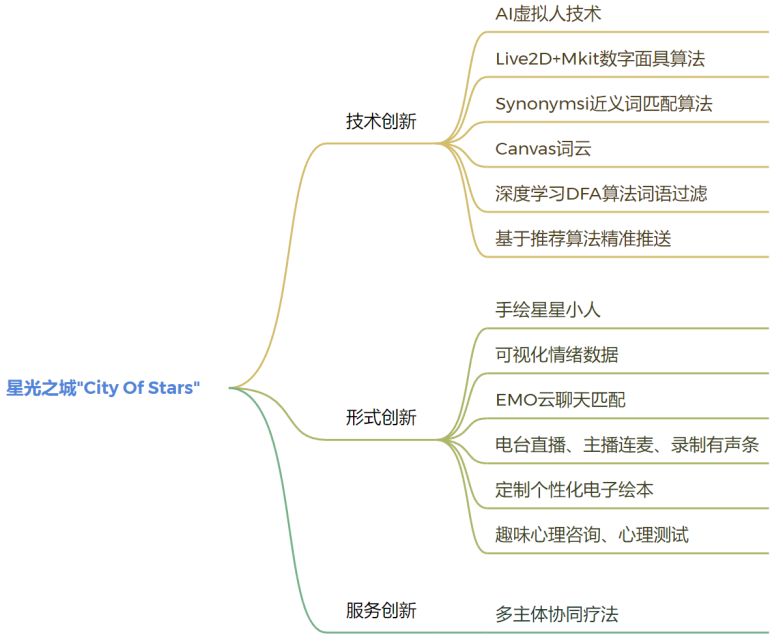 星光之城"City Of Stars"
技术创新
AI虚拟人技术
Live2D+Mkit数字面具算法
Synonymsi近义词匹配算法
Canvas词云
深度学习DFA算法词语过滤
基于推荐算法精准推送
形式创新
手绘星星小人
可视化情绪数据
EMO云聊天匹配
电台直播、主播连麦、录制有声条
定制个性化电子绘本
趣味心理咨询、心理测试
服务创新
多主体协同疗法